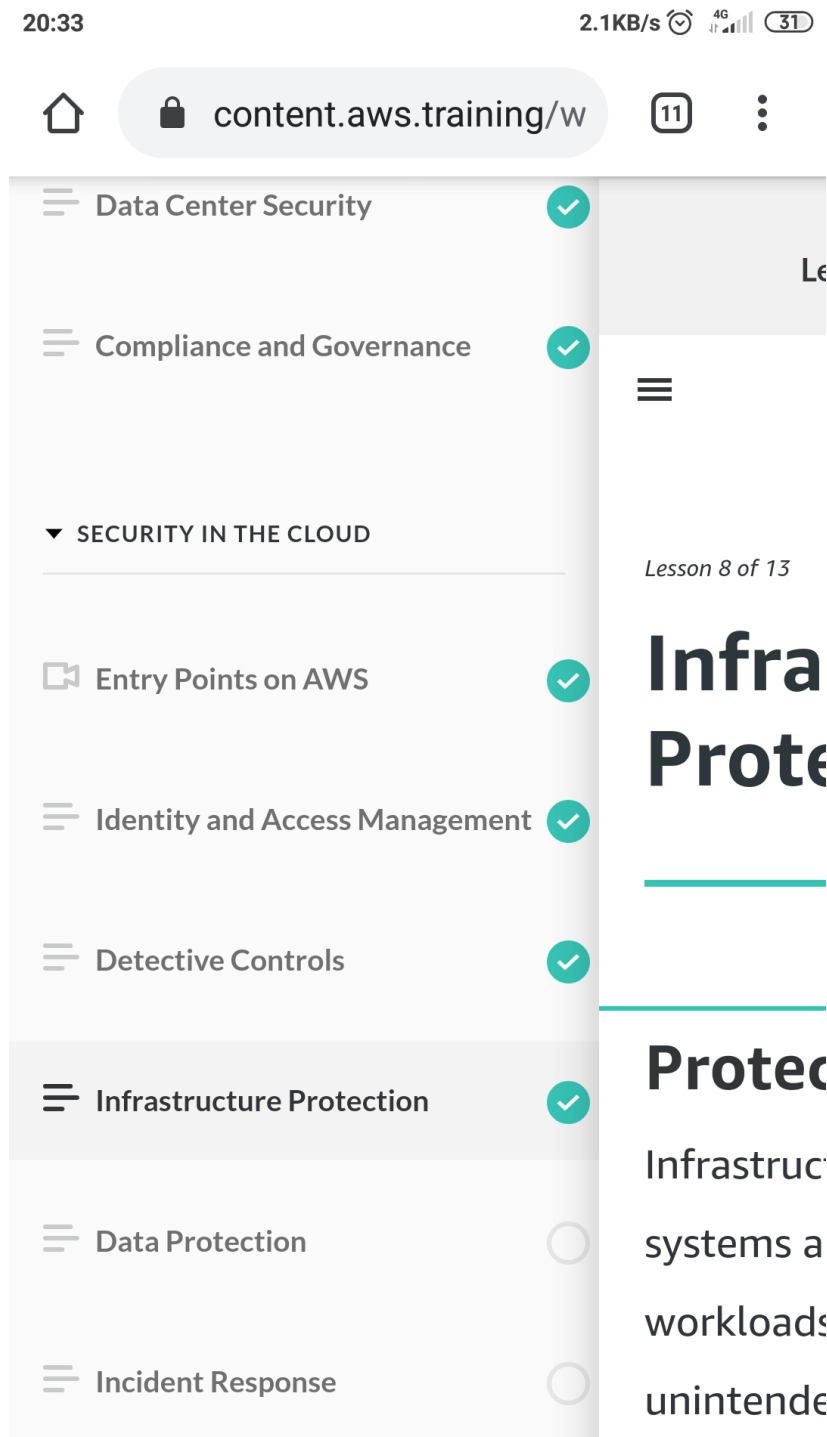 20:33
2.1KB/s 4G 31
content.aws.training/w 11
Data Center Security
Le
Compliance and Governance
SECURITY IN THE CLOUD
Lesson 8 of 13
Infra
Prote
Entry Points on AWS
Identity and Access Management
Detective Controls
Infrastructure Protection
Protec
Infrastruct
systems a
workloads
unintende
Data Protection
Incident Response